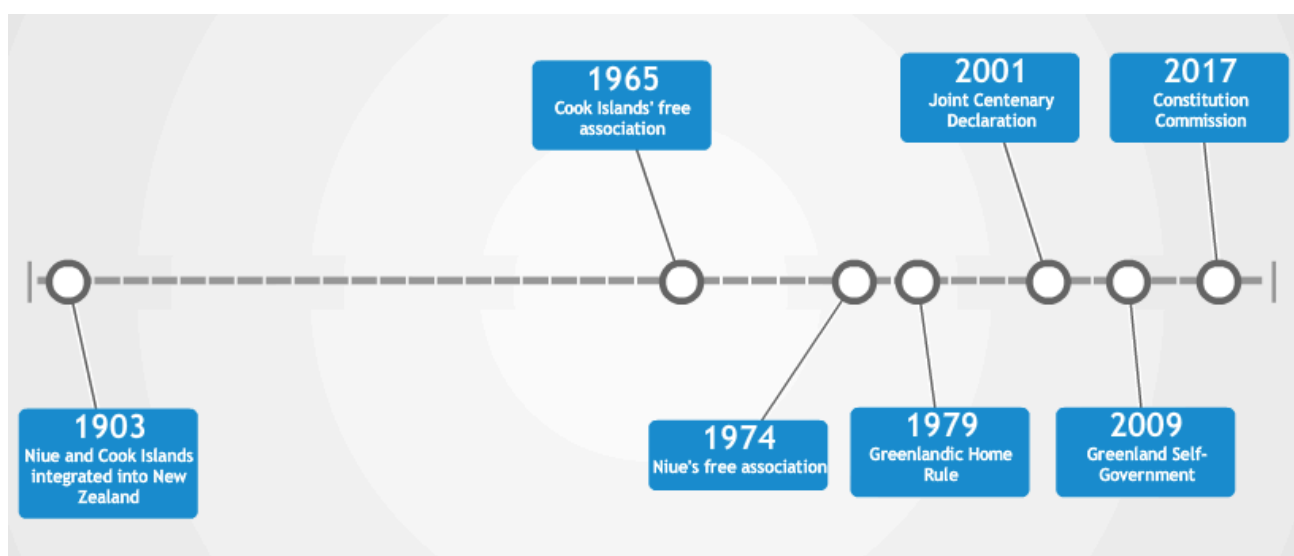 1903
Niue and Cook Islands
integrated into New
Zealand
1965
Cook Islands' free
association
1974
Niue's free association
1979
Greenlandic Home
Rule
2001
Joint Centenary
Declaration
2009
Greenland Self-
Government
2017
Constitution
Commission